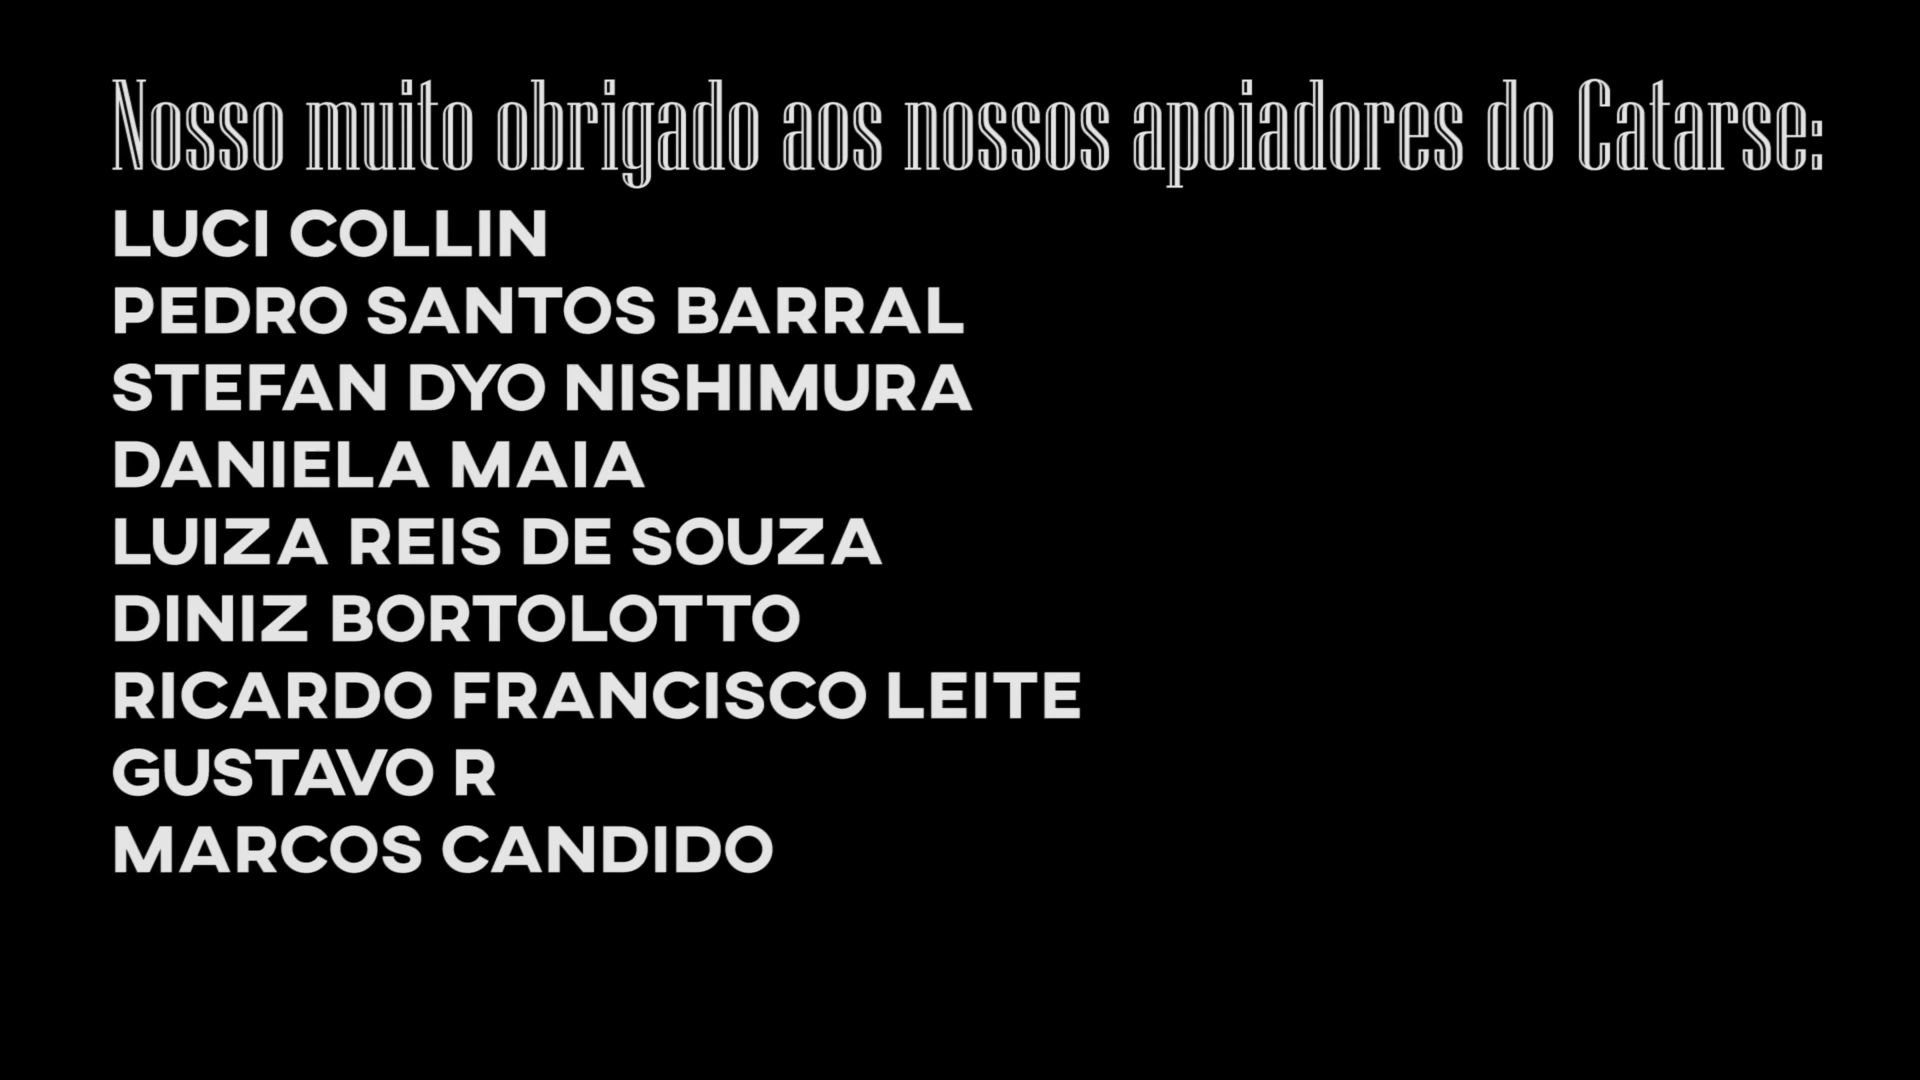 Nosso muito obrigado aos nossos apoiadores do Catarse:
LUCI COLLIN
PEDRO SANTOS BARRAL
STEFAN DYO NISHIMURA
DANIELA MAIA
LUIZA REIS DE SOUZA
DINIZ BORTOLOTTO
RICARDO FRANCISCO LEITE
GUSTAVO R
MARCOS CANDIDO